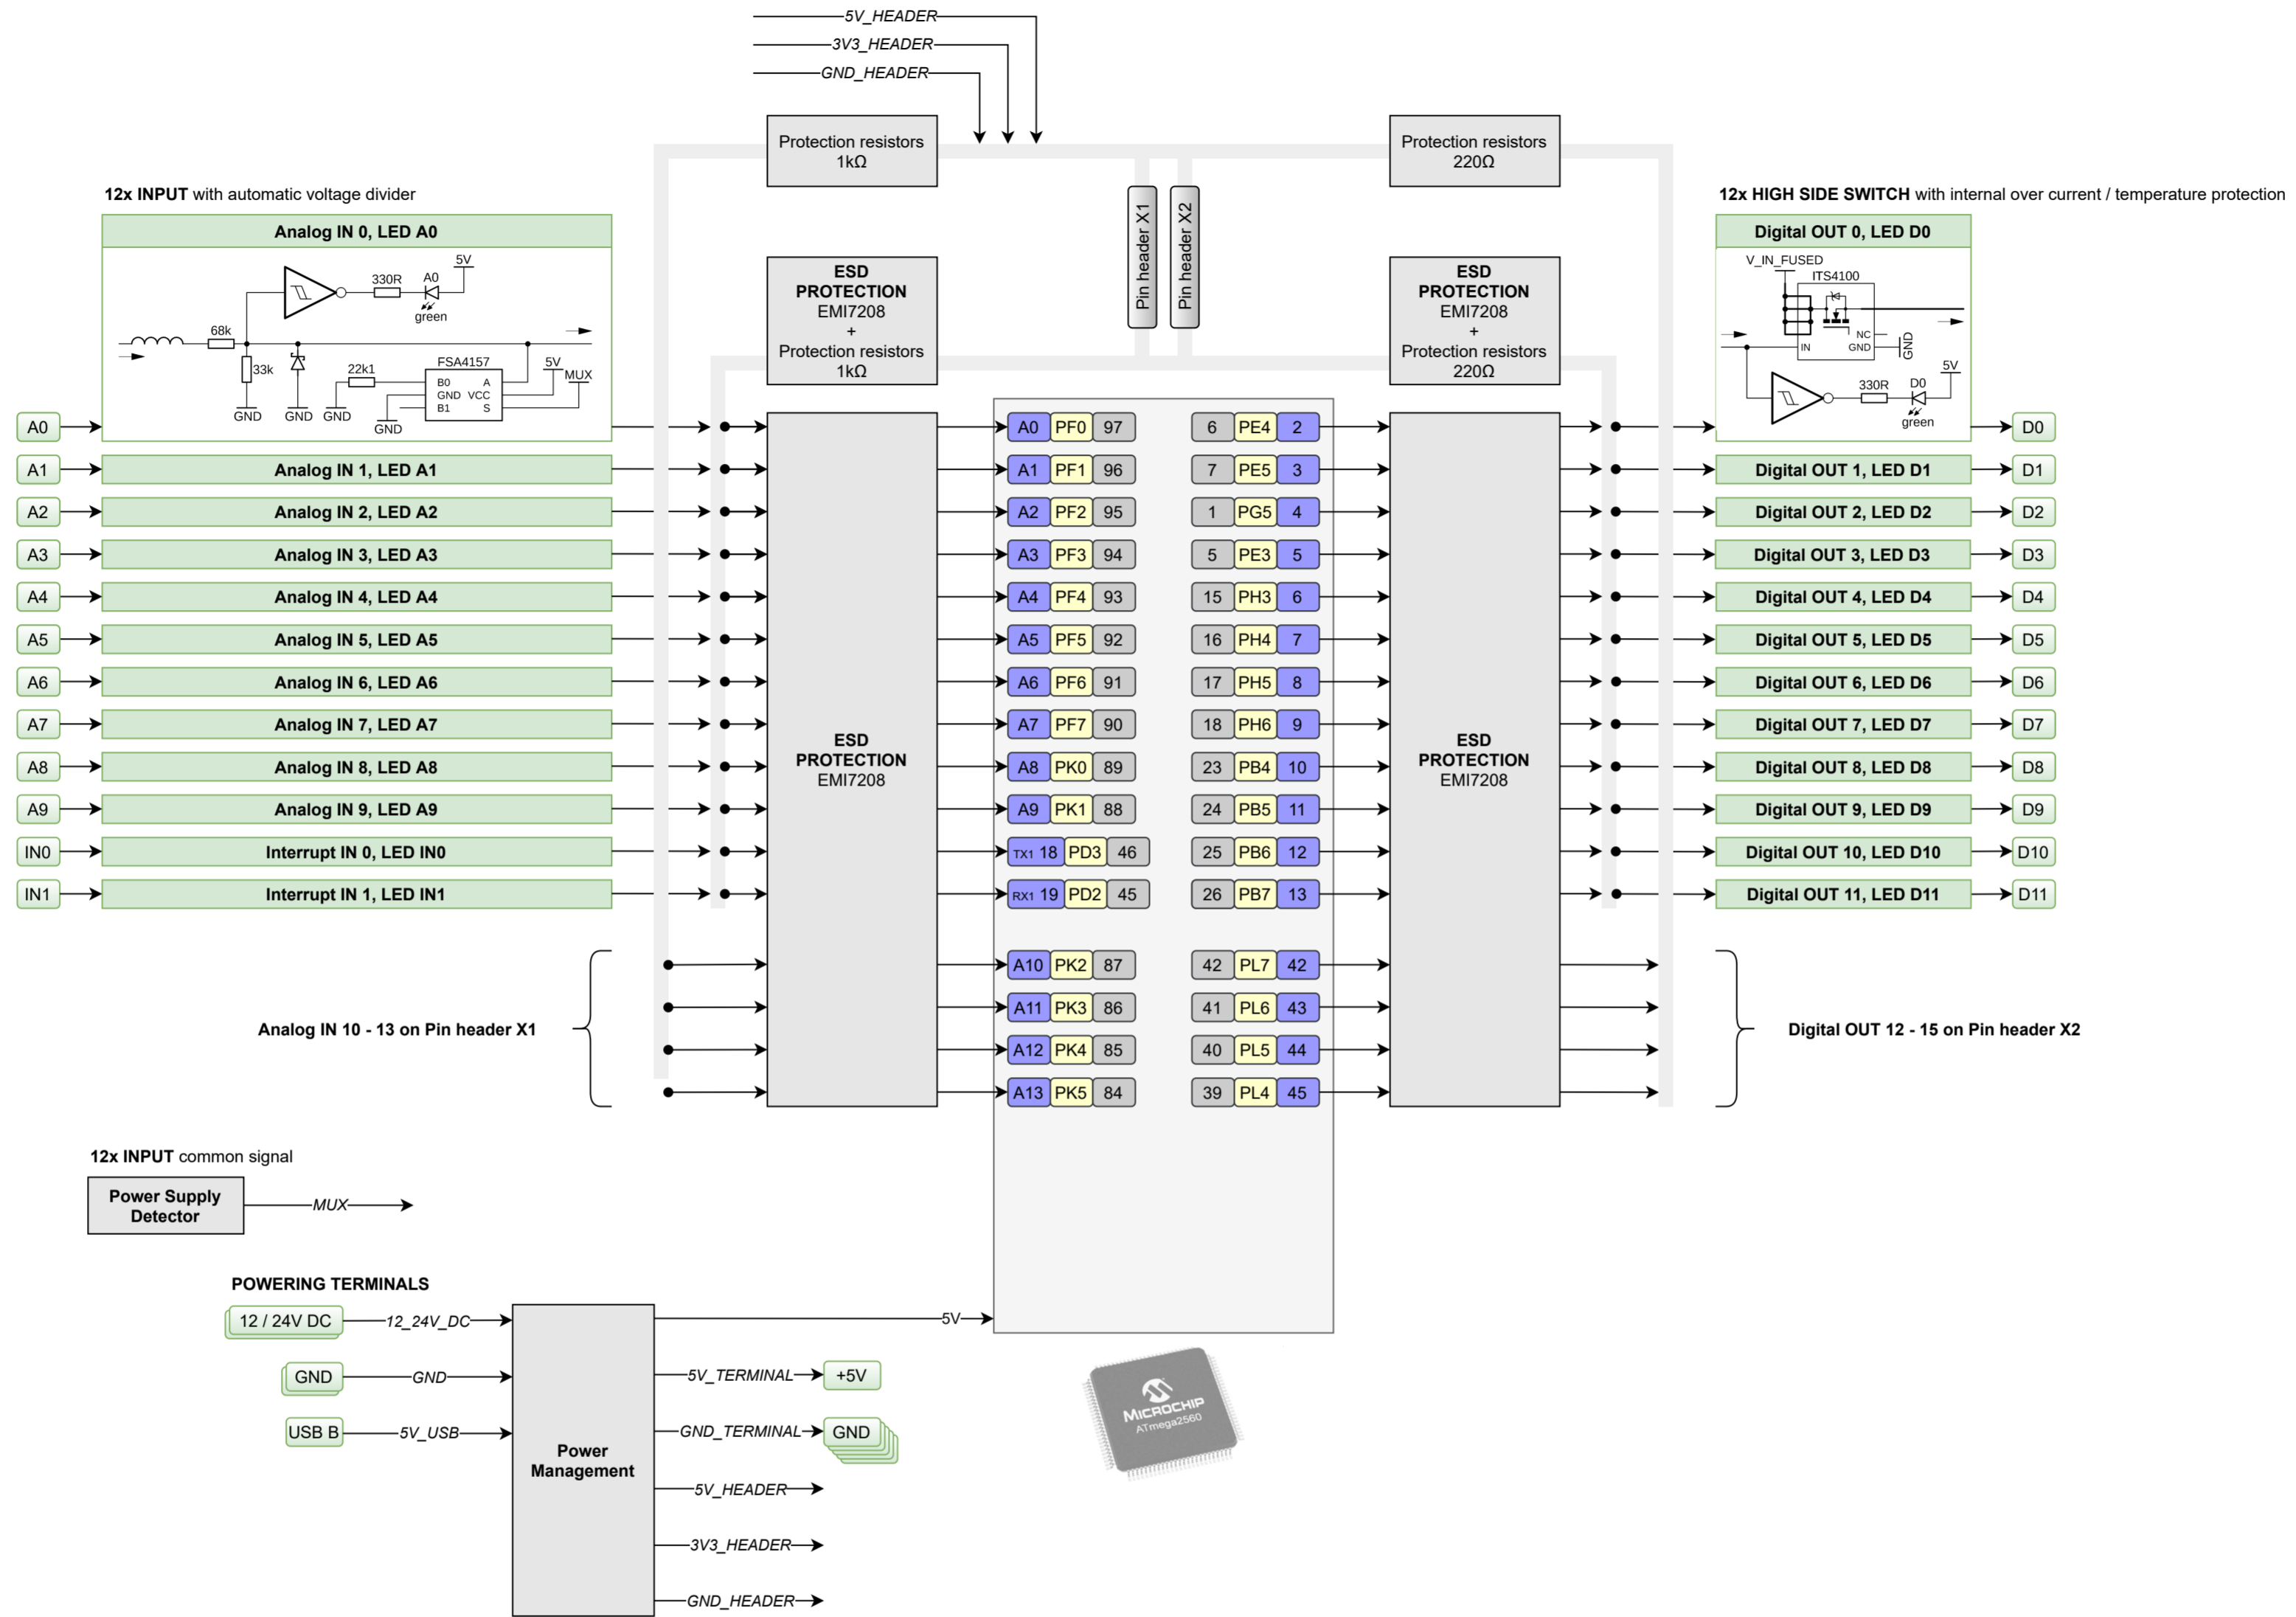 5V_HEADER
3V3_HEADER
GND_HEADER
Protection resistors
1kΩ
Protection resistors
220Ω
12x INPUT with automatic voltage divider
12x HIGH SIDE SWITCH with internal over current / temperature protection
Pin header X1
Pin header X2
Analog IN 0, LED A0
330R
A0
5V
green
68k
33k
22k1
FSA4157
B0 A
GND VCC
B1 S
5V
MUX
GND
GND
GND
GND
ESD
PROTECTION
EMI7208
+
Protection resistors
1kΩ
ESD
PROTECTION
EMI7208
+
Protection resistors
220Ω
Digital OUT 0, LED D0
V_IN_FUSED
ITS4100
NC
IN GND
GND
330R
D0
5V
green
A0 A0 PF0 97 6 PE4 2 D0
A1 Analog IN 1, LED A1 A1 PF1 96 7 PE5 3 Digital OUT 1, LED D1 D1
A2 Analog IN 2, LED A2 A2 PF2 95 1 PG5 4 Digital OUT 2, LED D2 D2
A3 Analog IN 3, LED A3 A3 PF3 94 5 PE3 5 Digital OUT 3, LED D3 D3
A4 Analog IN 4, LED A4 A4 PF4 93 15 PH3 6 Digital OUT 4, LED D4 D4
A5 Analog IN 5, LED A5 A5 PF5 92 16 PH4 7 Digital OUT 5, LED D5 D5
A6 Analog IN 6, LED A6 A6 PF6 91 17 PH5 8 Digital OUT 6, LED D6 D6
A7 Analog IN 7, LED A7 A7 PF7 90 18 PH6 9 Digital OUT 7, LED D7 D7
ESD
PROTECTION
EMI7208
ESD
PROTECTION
EMI7208
A8 Analog IN 8, LED A8 A8 PK0 89 23 PB4 10 Digital OUT 8, LED D8 D8
A9 Analog IN 9, LED A9 A9 PK1 88 24 PB5 11 Digital OUT 9, LED D9 D9
IN0 Interrupt IN 0, LED IN0 TX1 18 PD3 46 25 PB6 12 Digital OUT 10, LED D10 D10
IN1 Interrupt IN 1, LED IN1 RX1 19 PD2 45 26 PB7 13 Digital OUT 11, LED D11 D11
A10 PK2 87 42 PL7 42
A11 PK3 86 41 PL6 43
Analog IN 10 - 13 on Pin header X1
Digital OUT 12 - 15 on Pin header X2
A12 PK4 85 40 PL5 44
A13 PK5 84 39 PL4 45
12x INPUT common signal
Power Supply
Detector
MUX
POWERING TERMINALS
12 / 24V DC 12_24V_DC
GND GND
USB B 5V_USB
Power
Management
5V
5V_TERMINAL +5V
GND_TERMINAL GND
5V_HEADER
3V3_HEADER
GND_HEADER
MICROCHIP
ATmega2560